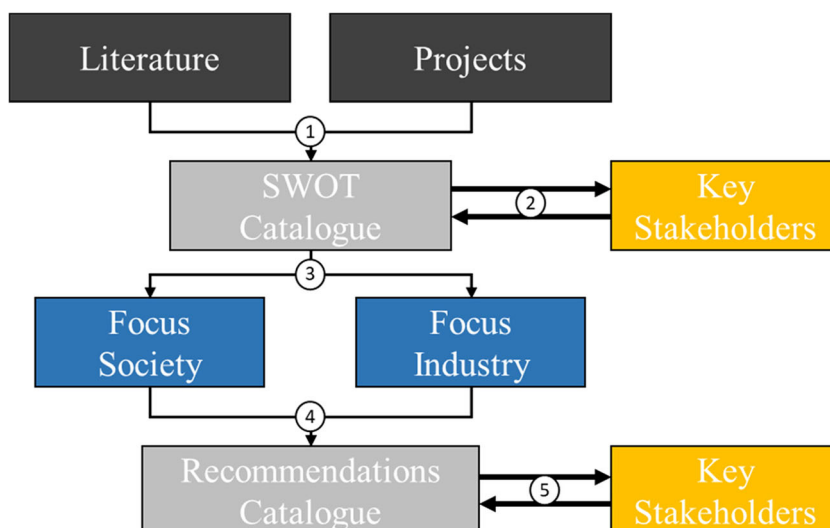 Literature
Projects
1
SWOT
Catalogue
2
Key
Stakeholders
3
Focus
Society
Focus
Industry
4
Recommendations
Catalogue
5
Key
Stakeholders